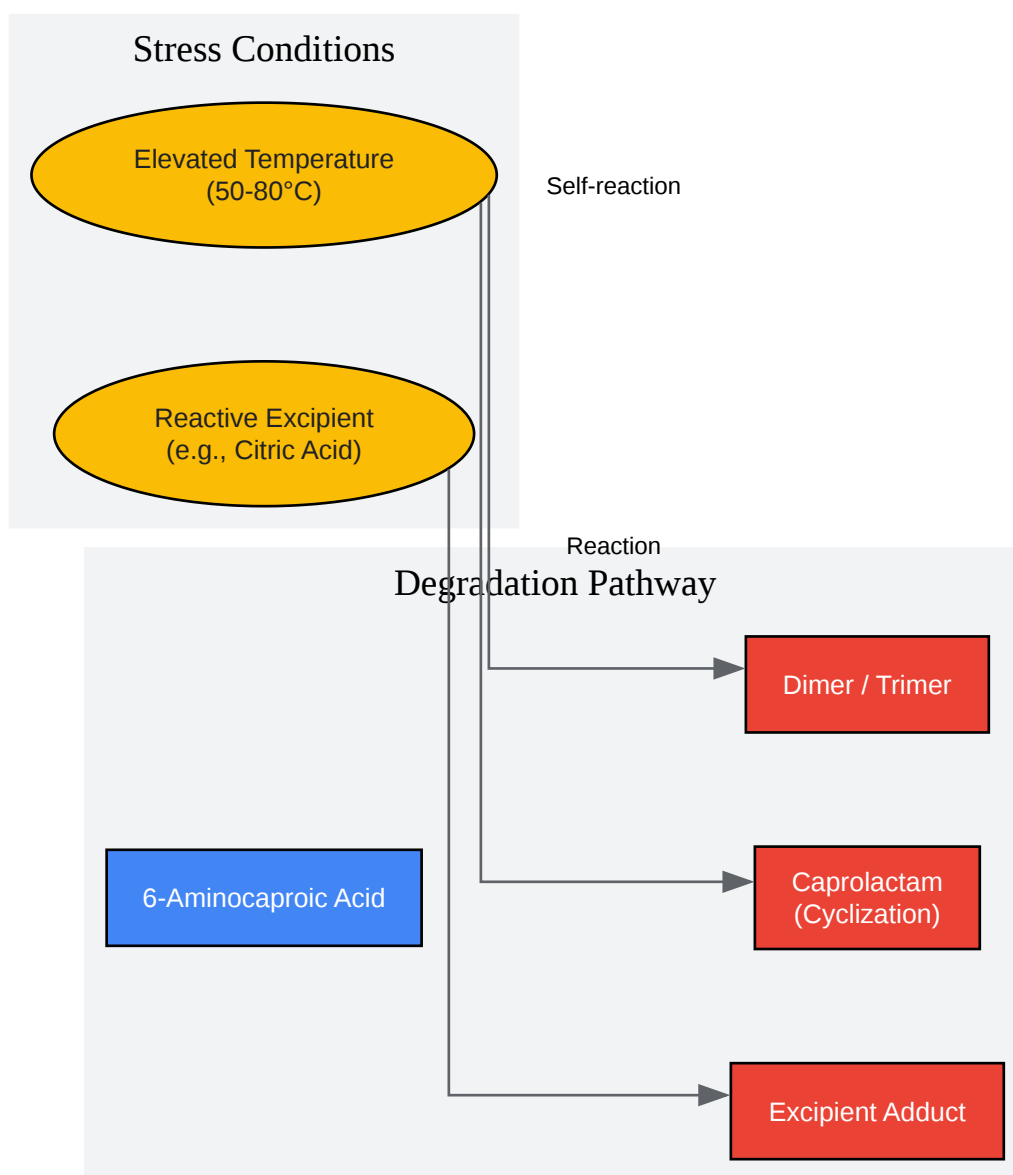 Stress Conditions
Elevated Temperature
(50-80°C)
Self-reaction
Reactive Excipient
(e.g., Citric Acid)
Reaction
Degradation Pathway
Dimer / Trimer
6-Aminocaproic Acid
Caprolactam
(Cyclization)
Excipient Adduct